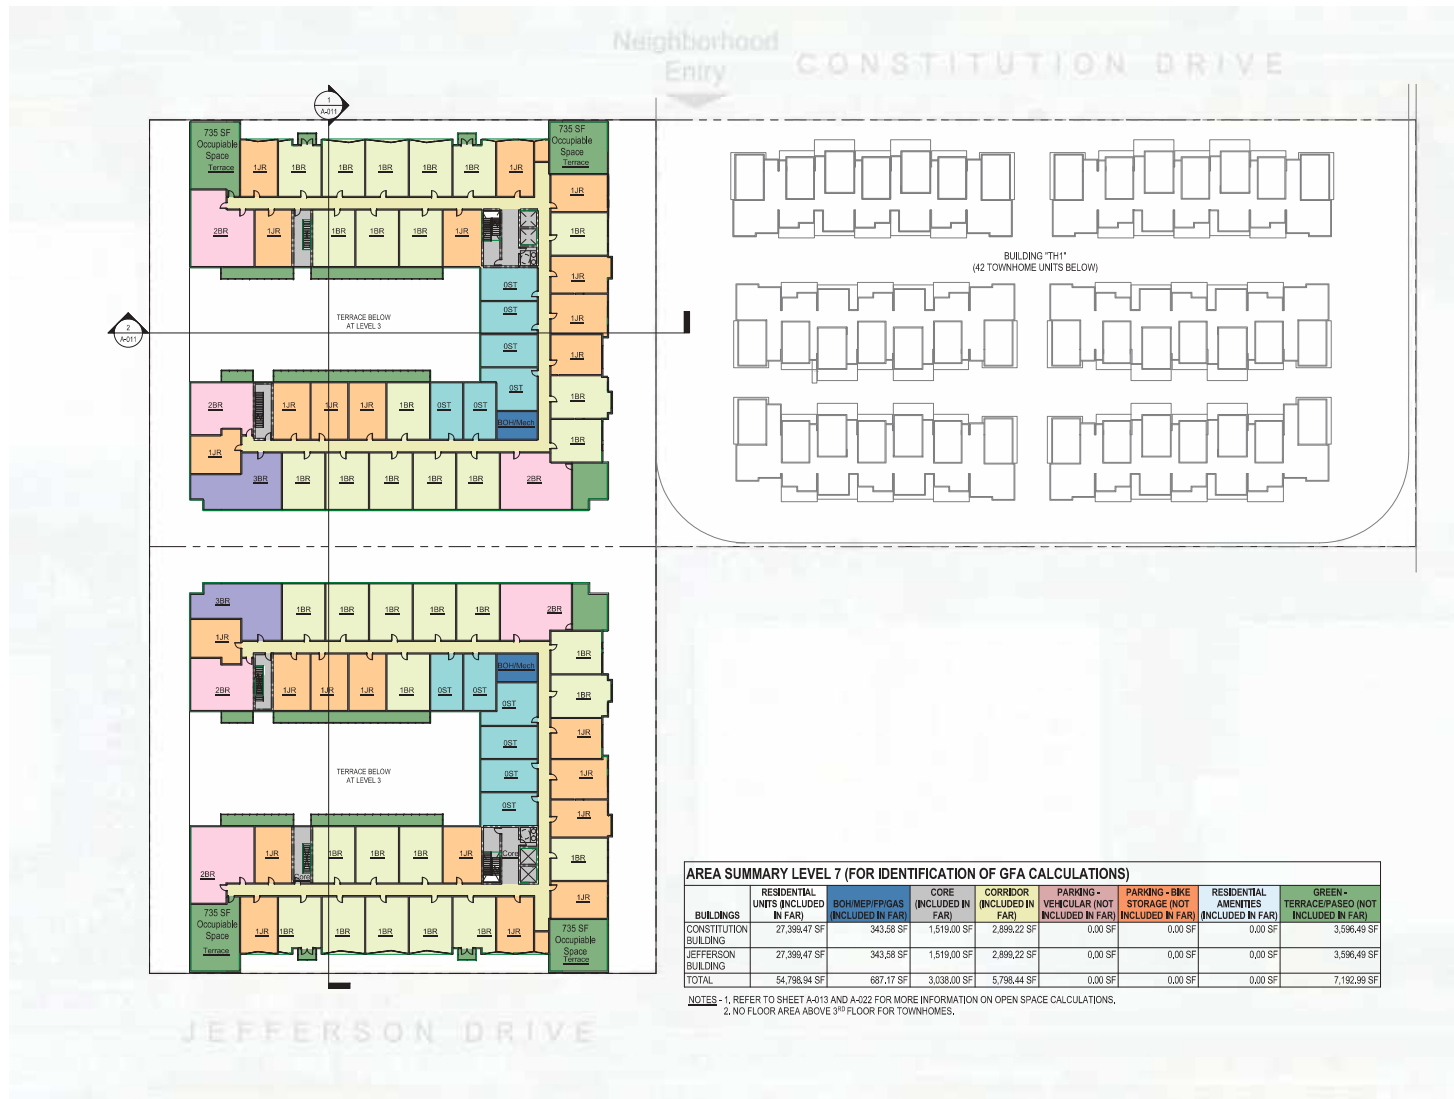 Neighborhood
Entry
CONSTITUTION DRIVE
1
A-011
735 SF
Occupiable
Space
Terrace
1JR
1BR
1BR
1BR
1BR
1BR
1JR
735 SF
Occupiable
Space
Terrace
1JR
2BR
1JR
1BR
1BR
1BR
1JR
1BR
1JR
0ST
0ST
1JR
0ST
1JR
0ST
TERRACE BELOW
AT LEVEL 3
2
A-011
2BR
1JR
1JR
1JR
1BR
0ST
0ST
BOH/Mech
1BR
1BR
1JR
3BR
1BR
1BR
1BR
1BR
1BR
2BR
BUILDING "TH1"
(42 TOWNHOME UNITS BELOW)
3BR
1BR
1BR
1BR
1BR
1BR
2BR
1JR
1BR
2BR
1JR
1JR
1JR
1BR
0ST
0ST
BOH/Mech
1BR
0ST
1JR
0ST
1JR
0ST
1JR
0ST
TERRACE BELOW
AT LEVEL 3
2BR
1JR
Core
1BR
1BR
1BR
1JR
Core
1BR
1JR
735 SF
Occupiable
Space
Terrace
1JR
1BR
1BR
1BR
1BR
1BR
1JR
735 SF
Occupiable
Space
Terrace
JEFFERSON DRIVE
AREA SUMMARY LEVEL 7 (FOR IDENTIFICATION OF GFA CALCULATIONS)
BUILDINGS RESIDENTIAL UNITS (INCLUDED IN FAR) BOH/MEP/FP/GAS (INCLUDED IN FAR) CORE (INCLUDED IN FAR) CORRIDOR (INCLUDED IN FAR) PARKING - VEHICULAR (NOT INCLUDED IN FAR) PARKING - BIKE STORAGE (NOT INCLUDED IN FAR) RESIDENTIAL AMENITIES (INCLUDED IN FAR) GREEN - TERRACE/PASEO (NOT INCLUDED IN FAR)
CONSTITUTION BUILDING 27,399.47 SF 343.58 SF 1,519.00 SF 2,899.22 SF 0.00 SF 0.00 SF 0.00 SF 3,596.49 SF
JEFFERSON BUILDING 27,399.47 SF 343.58 SF 1,519.00 SF 2,899.22 SF 0.00 SF 0.00 SF 0.00 SF 3,596.49 SF
TOTAL 54,798.94 SF 687.17 SF 3,038.00 SF 5,798.44 SF 0.00 SF 0.00 SF 0.00 SF 7,192.99 SF
NOTES - 1. REFER TO SHEET A-013 AND A-022 FOR MORE INFORMATION ON OPEN SPACE CALCULATIONS.
2. NO FLOOR AREA ABOVE 3RD FLOOR FOR TOWNHOMES.